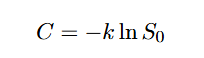 C = −k ln S₀